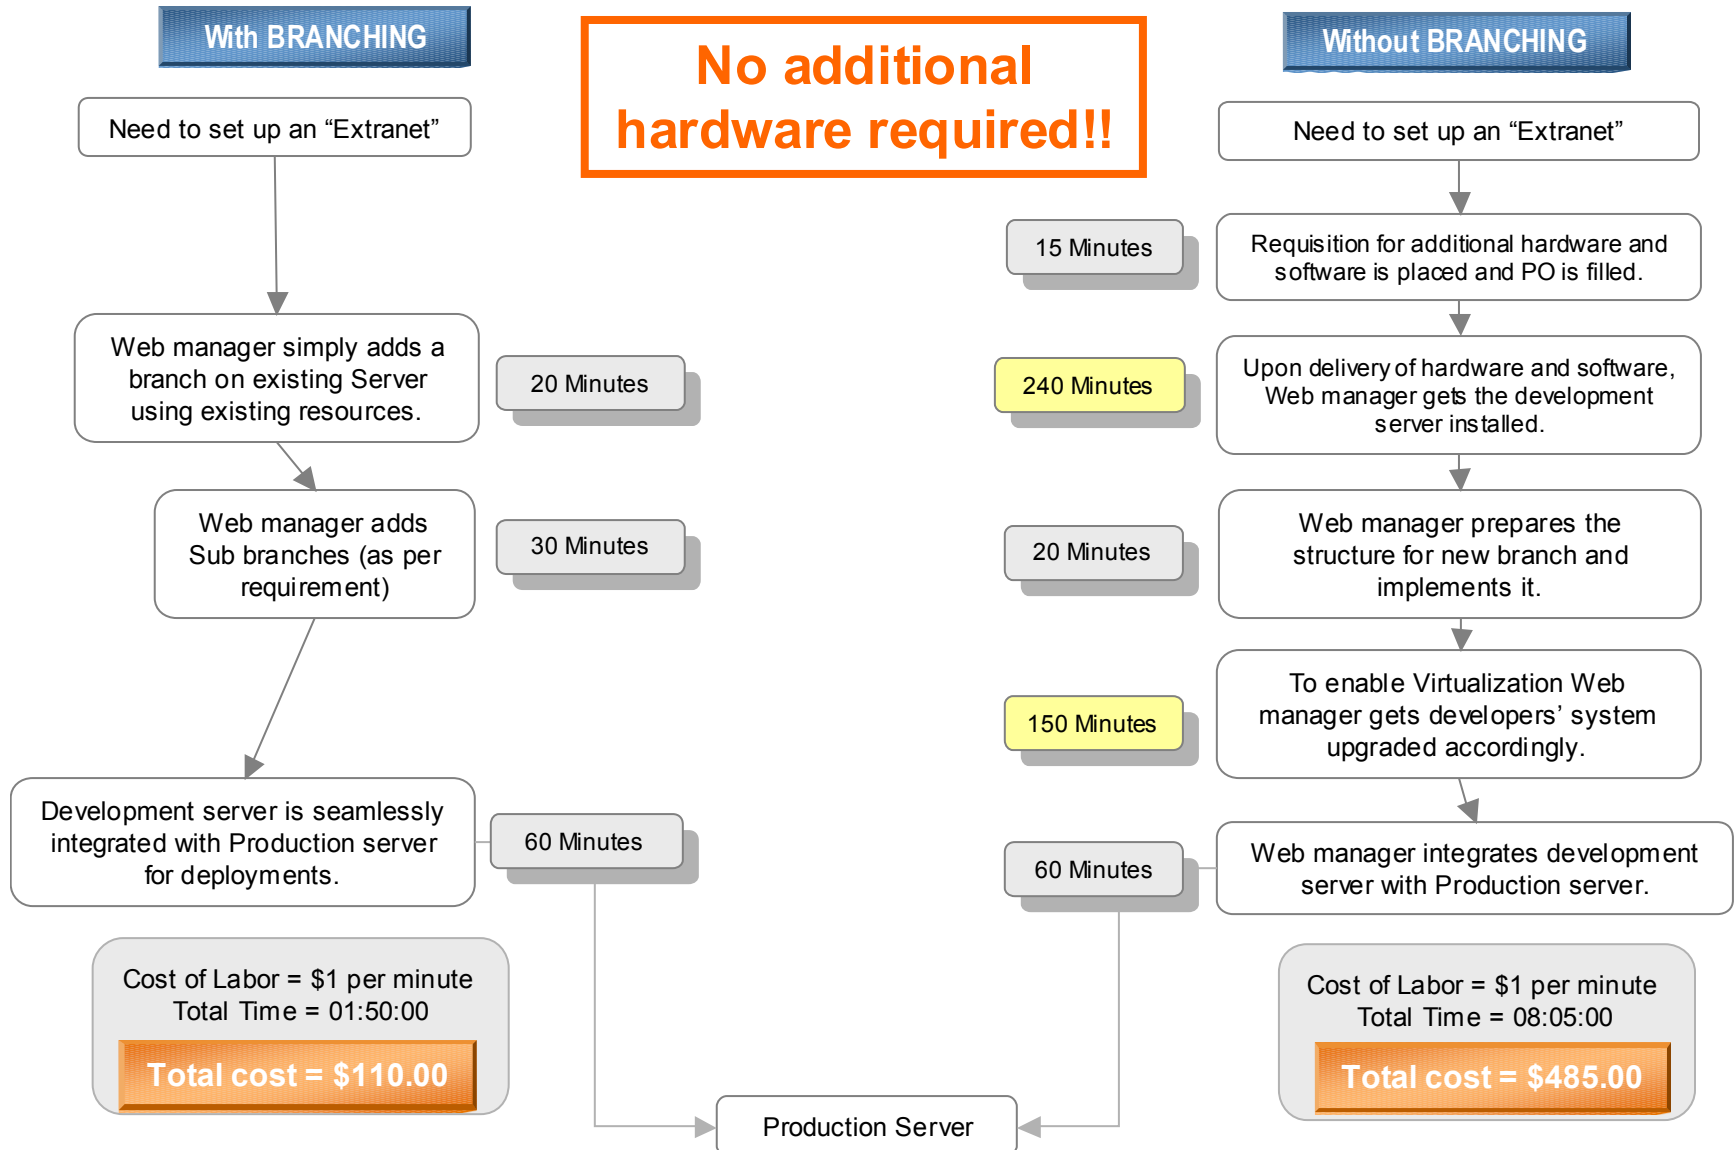 With BRANCHING
No additional
hardware required!!
Without BRANCHING
Need to set up an “Extranet”
Web manager simply adds a
branch on existing Server
using existing resources.
20 Minutes
Web manager adds
Sub branches (as per
requirement)
30 Minutes
Development server is seamlessly
integrated with Production server
for deployments.
60 Minutes
Cost of Labor = $1 per minute
Total Time = 01:50:00
Total cost = $110.00
Need to set up an “Extranet”
15 Minutes
Requisition for additional hardware and
software is placed and PO is filled.
240 Minutes
Upon delivery of hardware and software,
Web manager gets the development
server installed.
20 Minutes
Web manager prepares the
structure for new branch and
implements it.
150 Minutes
To enable Virtualization Web
manager gets developers’ system
upgraded accordingly.
60 Minutes
Web manager integrates development
server with Production server.
Cost of Labor = $1 per minute
Total Time = 08:05:00
Total cost = $485.00
Production Server